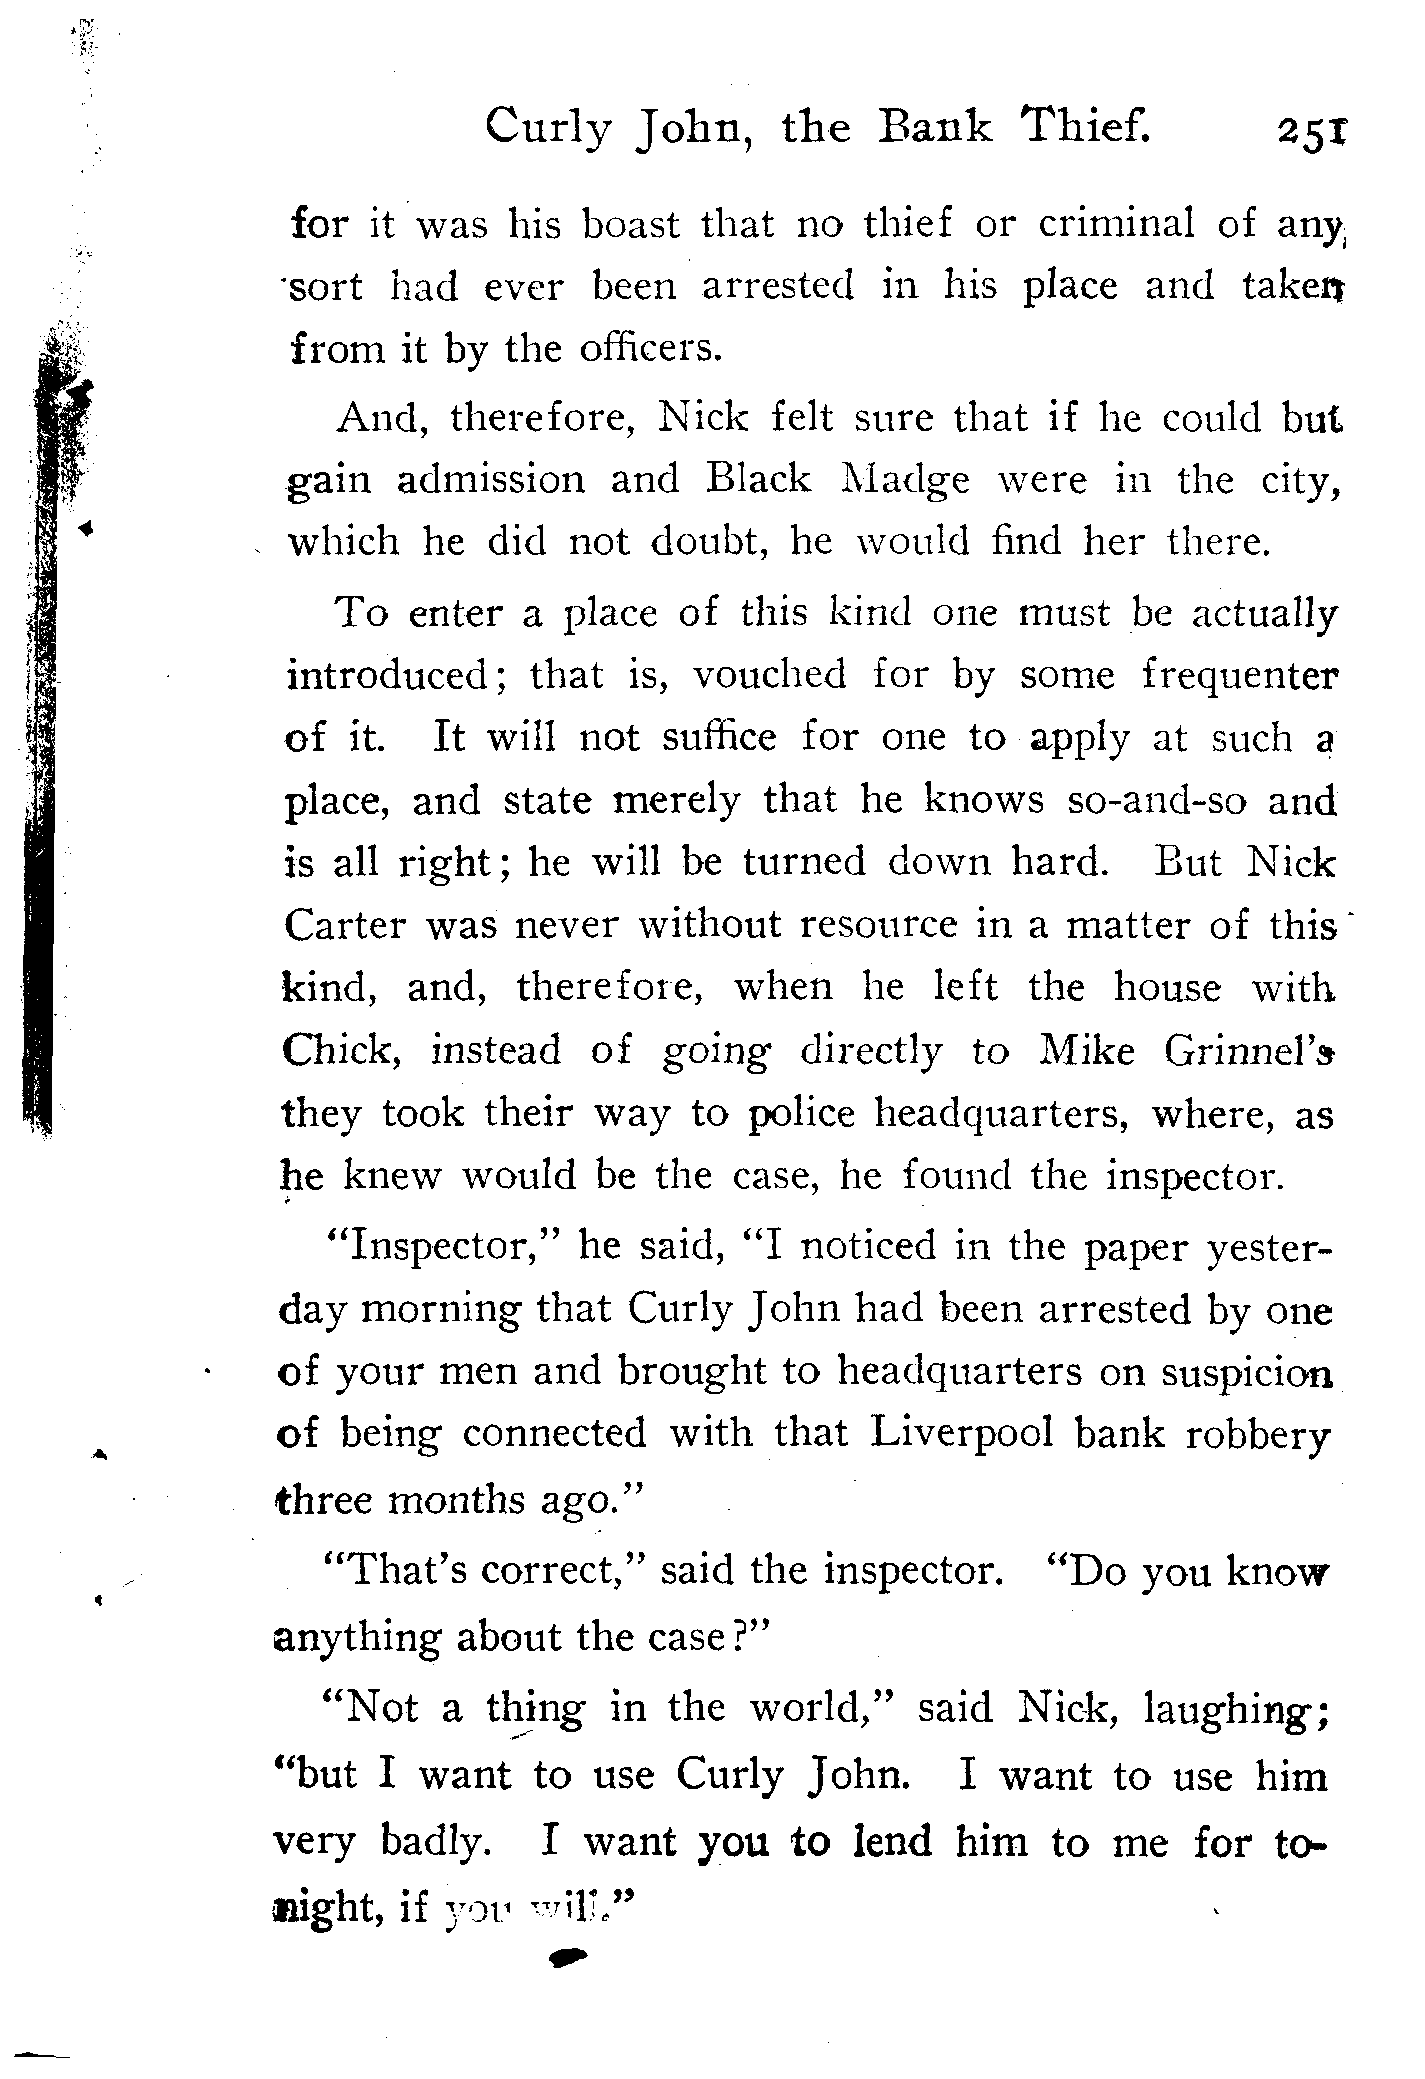 Curly John, the Bank Thief. 251
for it was his boast that no thief or criminal of any
sort had ever been arrested in his place and taken
from it by the officers.
And, therefore, Nick felt sure that if he could but
gain admission and Black Madge were in the city,
which he did not doubt, he would find her there.
To enter a place of this kind one must be actually
introduced; that is, vouched for by some frequenter
of it. It will not suffice for one to apply at such a
place, and state merely that he knows so-and-so and
is all right; he will be turned down hard. But Nick
Carter was never without resource in a matter of this
kind, and, therefore, when he left the house with
Chick, instead of going directly to Mike Grinnel's
they took their way to police headquarters, where, as
he knew would be the case, he found the inspector.
"Inspector," he said, "I noticed in the paper yester-
day morning that Curly John had been arrested by one
of your men and brought to headquarters on suspicion
of being connected with that Liverpool bank robbery
three months ago."
"That's correct," said the inspector. "Do you know
anything about the case?"
"Not a thing in the world," said Nick, laughing;
"but I want to use Curly John. I want to use him
very badly. I want you to lend him to me for to-
night, if you will."